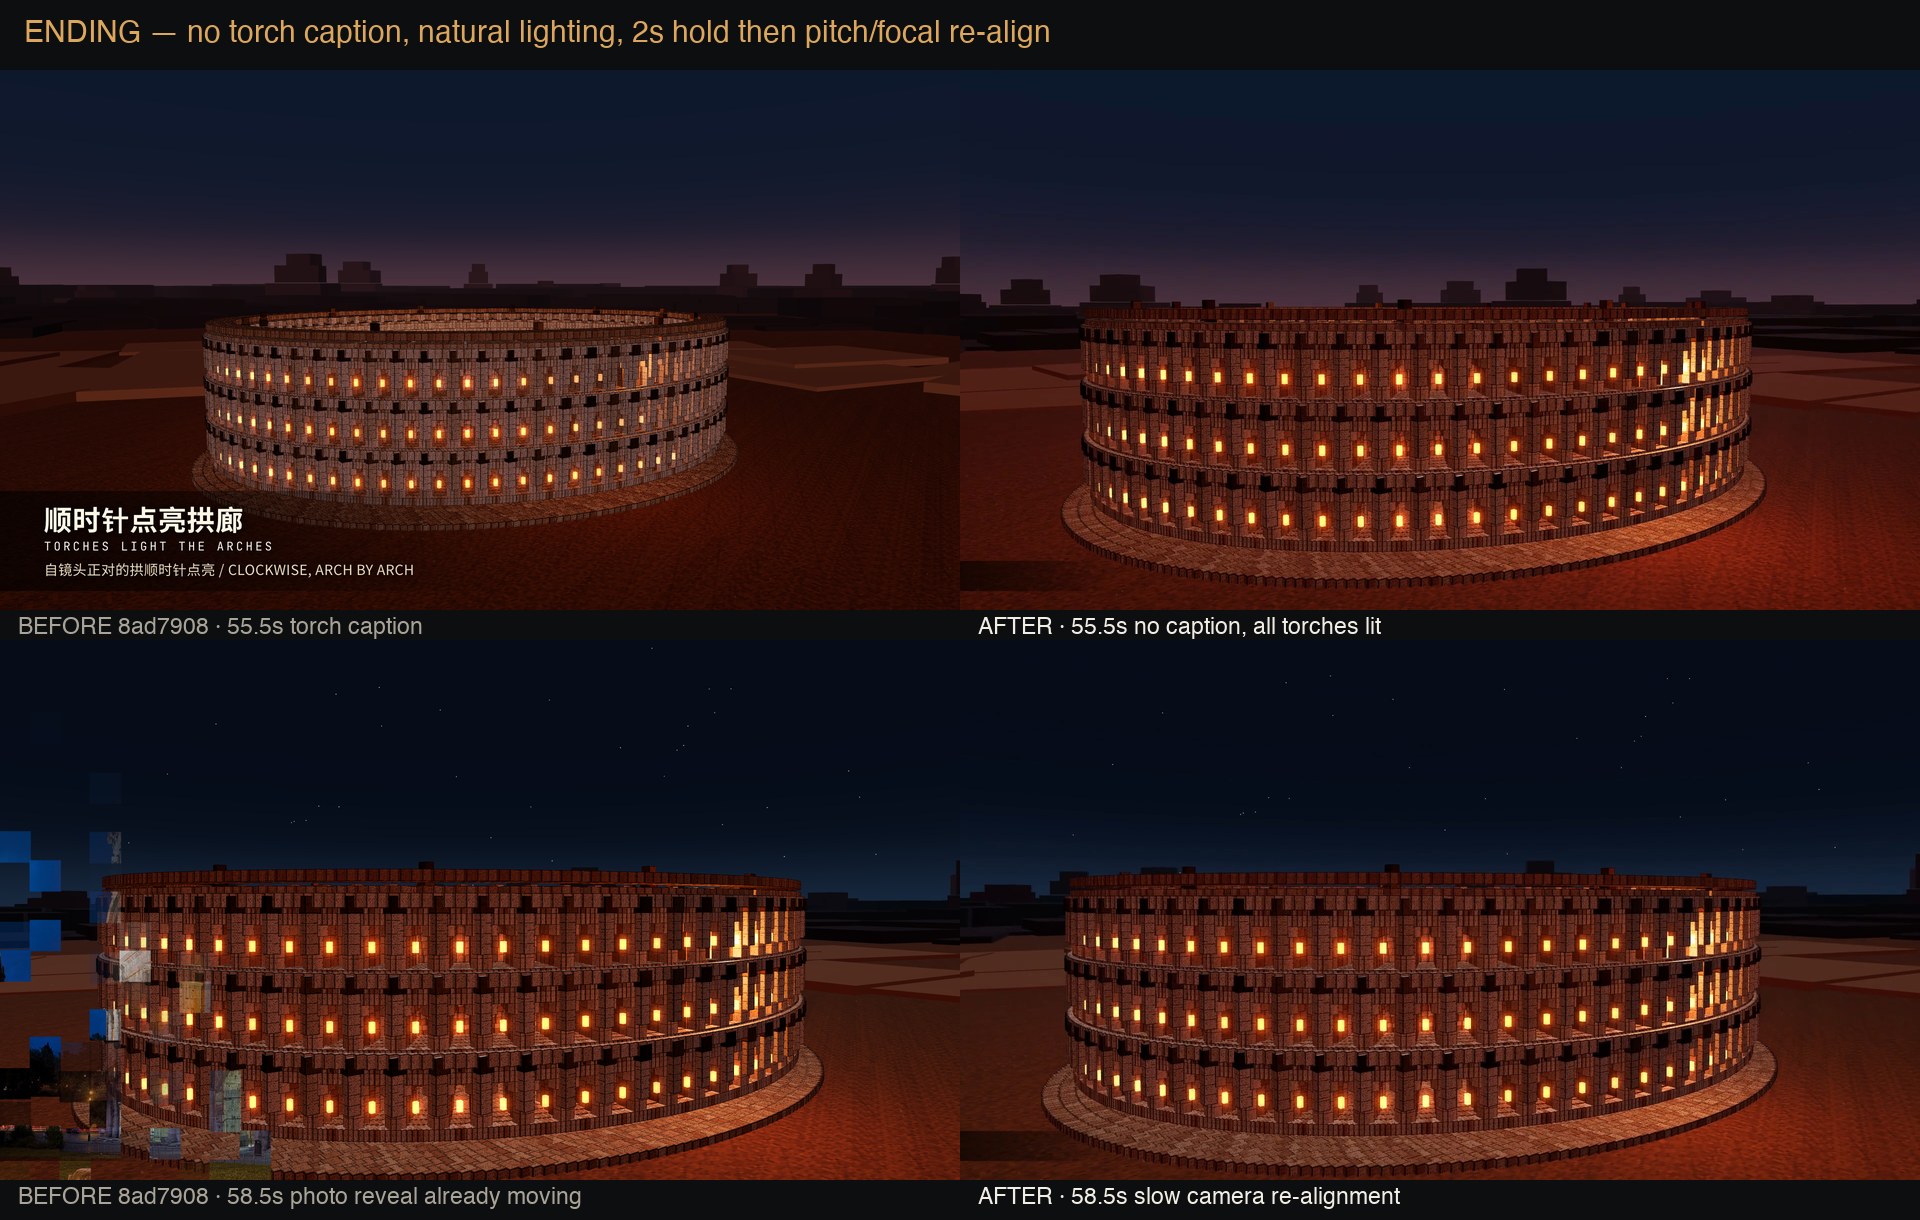 ENDING — no torch caption, natural lighting, 2s hold then pitch/focal re-align
顺时针点亮拱廊
TORCHES LIGHT THE ARCHES
自镜头正对的拱顺时针点亮 / CLOCKWISE, ARCH BY ARCH
BEFORE 8ad7908 · 55.5s torch caption
AFTER · 55.5s no caption, all torches lit
BEFORE 8ad7908 · 58.5s photo reveal already moving
AFTER · 58.5s slow camera re-alignment